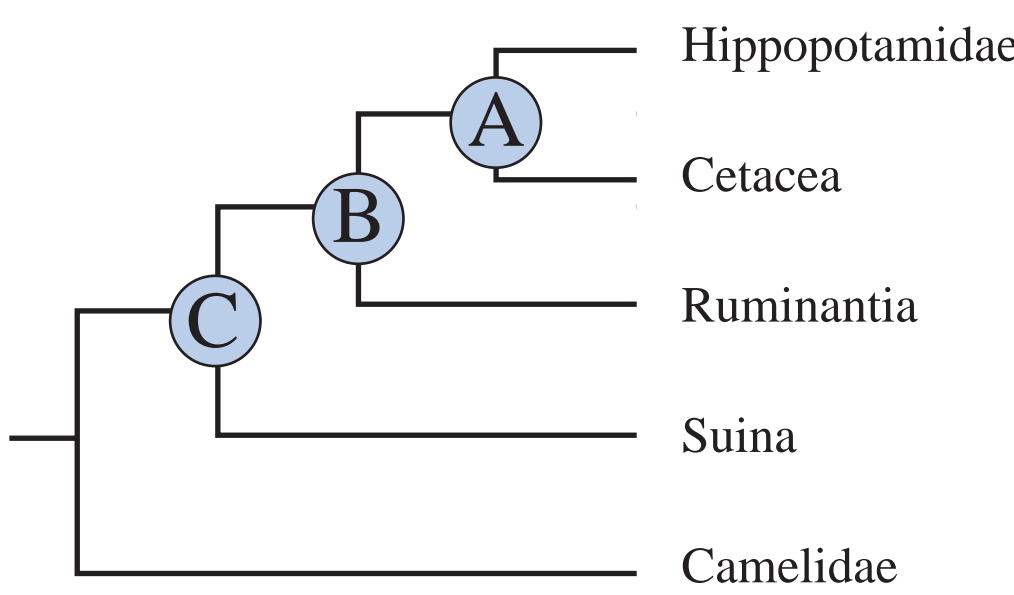 Hippopotamidae
A
Cetacea
B
Ruminantia
C
Suina
Camelidae